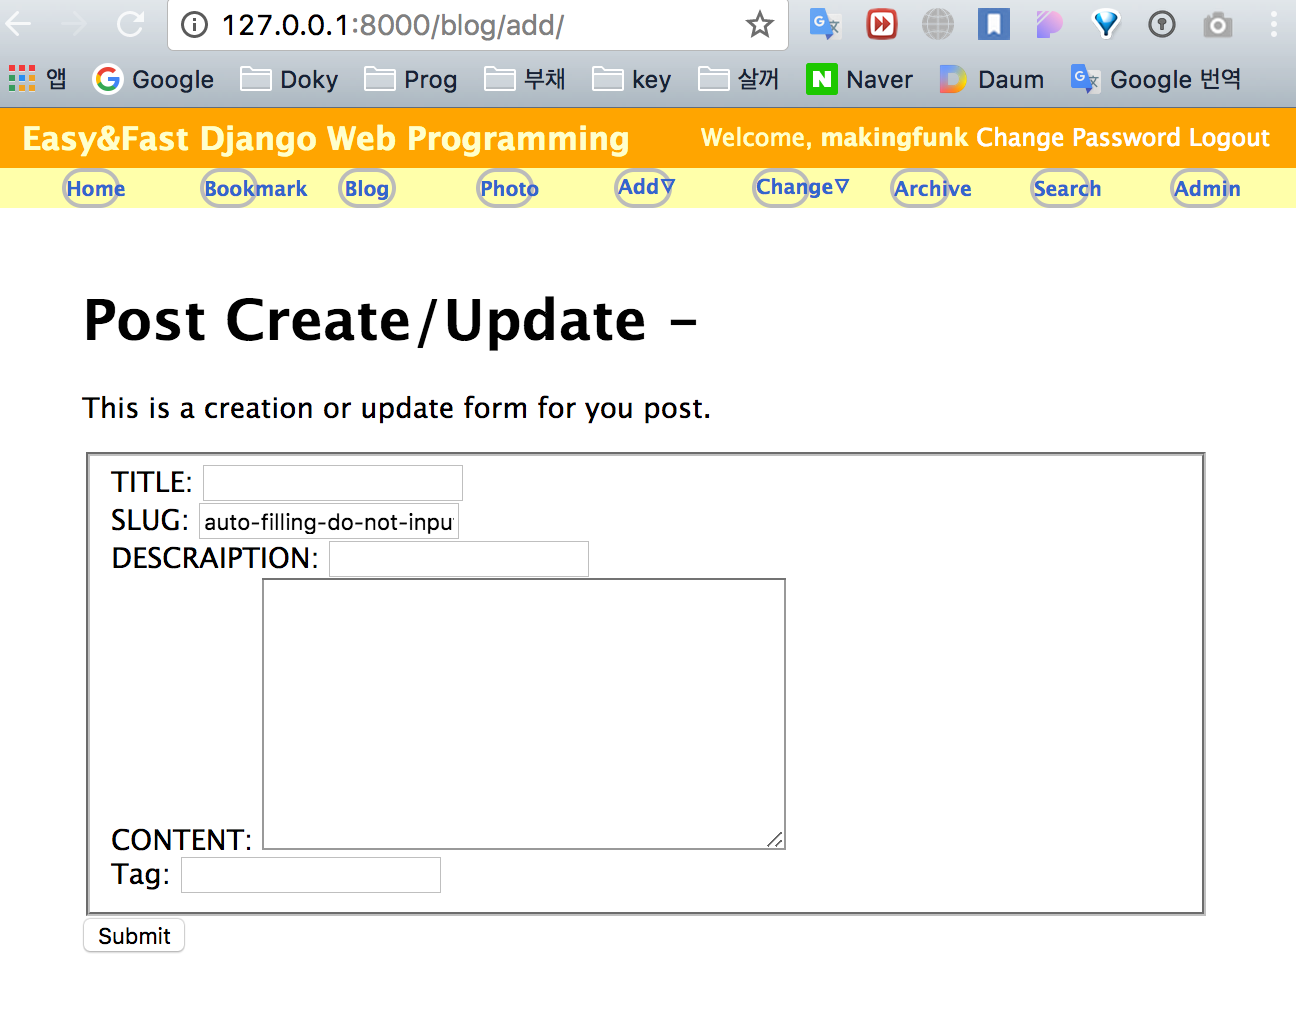 127.0.0.1:8000/blog/add/
앱 Google Doky Prog 부채 key 살꺼 Naver Daum Google 번역
Easy&Fast Django Web Programming Welcome, makingfunk Change Password Logout
Home Bookmark Blog Photo Add▽ Change▽ Archive Search Admin
Post Create/Update -
This is a creation or update form for you post.
TITLE:
SLUG: auto-filling-do-not-inpu
DESCRAIPTION:
CONTENT:
Tag:
Submit